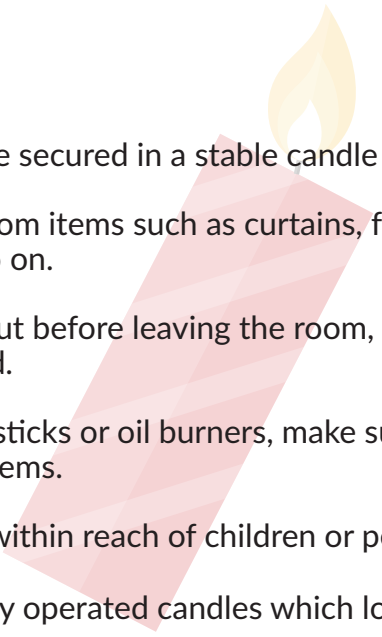 e secured in a stable candle
om items such as curtains, f
on.
ut before leaving the room,
d.
sticks or oil burners, make su
ems.
within reach of children or pe
y operated candles which lo